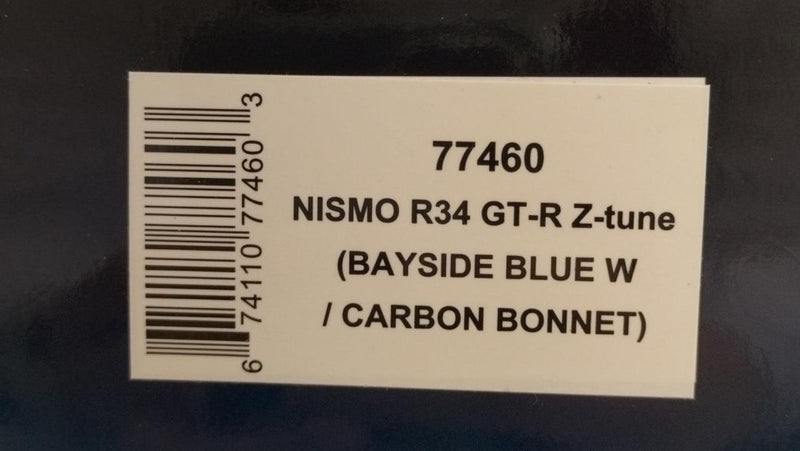 77460
NISMO R34 GT-R Z-tune
(BAYSIDE BLUE W
/ CARBON BONNET)
6 74110 77460 3